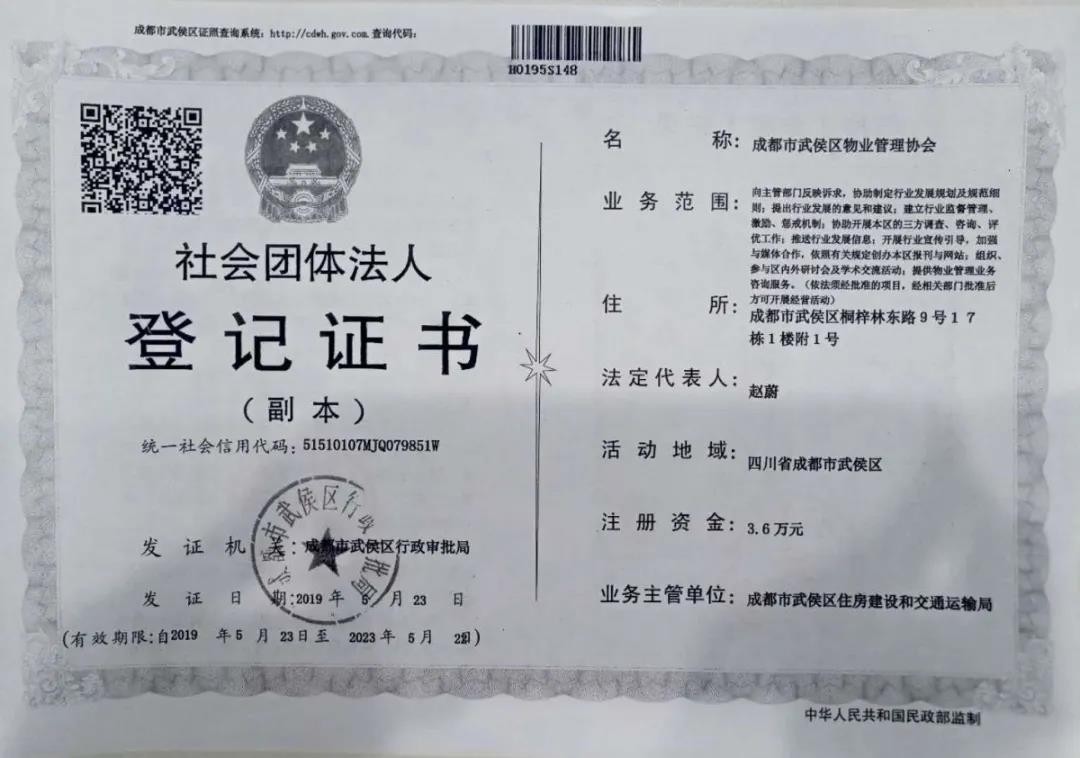 成都市武侯区证照查询系统：http://cdwh.gov.com.查询代码：
H0195S148
社会团体法人
登记证书
（副本）
统一社会信用代码：51510107MJQ079851W
发证机关：成都市武侯区行政审批局
发证日期：2019年5月23日
（有效期限：自2019年5月23日至2023年5月22日）
成都市武侯区行政审批局
名称：成都市武侯区物业管理协会
业务范围：向主管部门反映诉求，协助制定行业发展规划及规范细
则；提出行业发展的意见和建议；建立行业监督管理、
激励、惩戒机制；协助开展本区的三方调查、咨询、评
优工作；推送行业发展信息；开展行业宣传引导，加强
与媒体合作，依照有关规定创办本区报刊与网站；组织、
参与区内外研讨会及学术交流活动；提供物业管理业务
咨询服务。（依法须经批准的项目，经相关部门批准后
方可开展经营活动）
住所：成都市武侯区桐梓林东路9号17
栋1楼附1号
法定代表人：赵蔚
活动地域：四川省成都市武侯区
注册资金：3.6万元
业务主管单位：成都市武侯区住房建设和交通运输局
中华人民共和国民政部监制